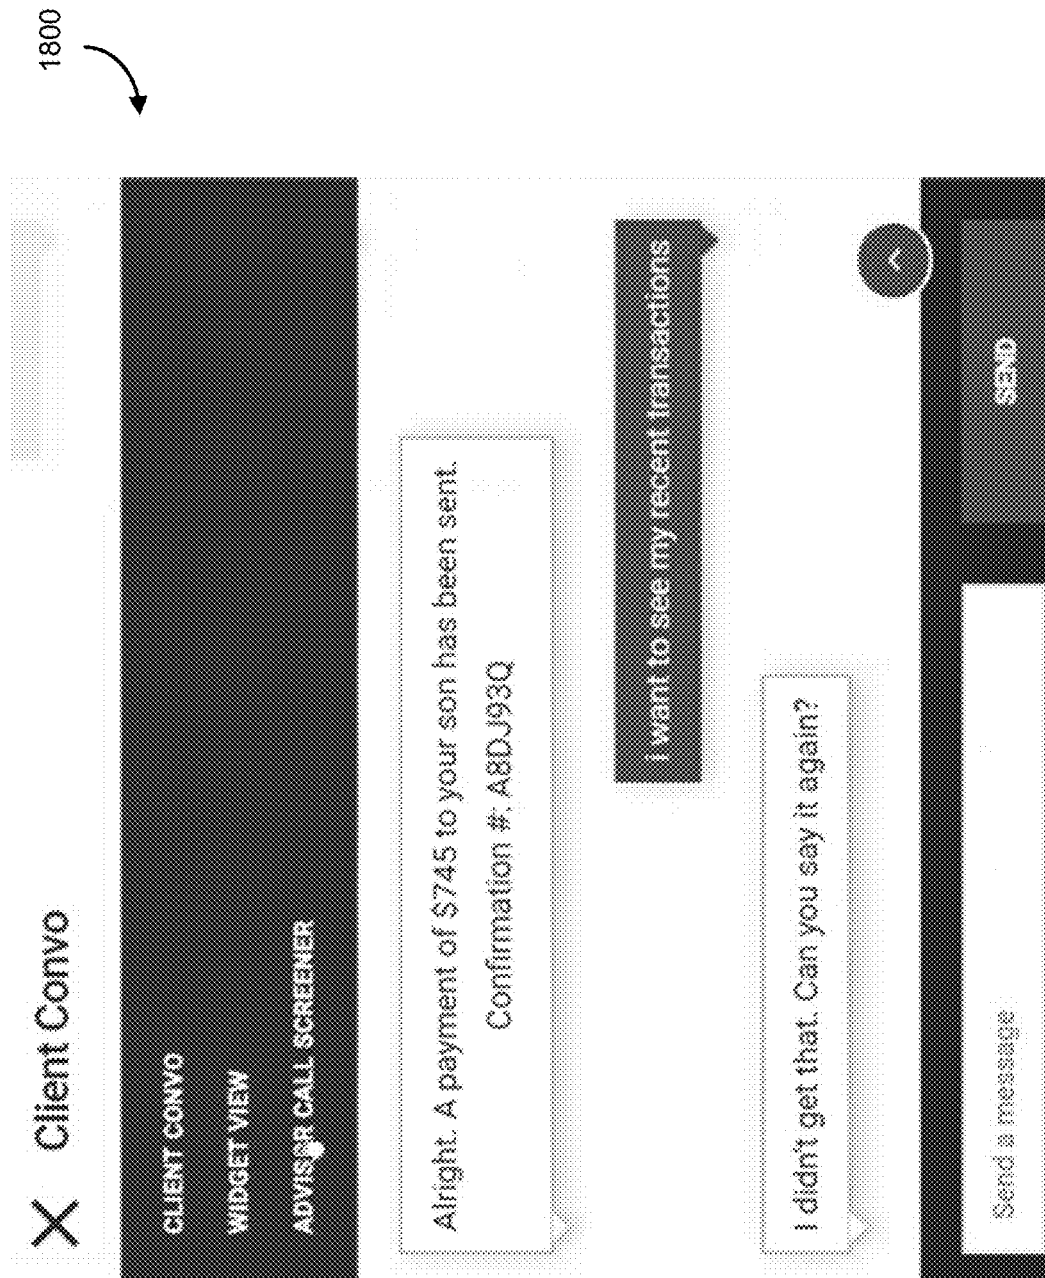 1800
Client Convo
CLIENT CONVO
WIDGET VIEW
ADVISOR CALL SCREENER
Alright. A payment of $745 to your son has been sent.
Confirmation #: A8DJ93Q
i want to see my recent transactions
I didn't get that. Can you say it again?
Send a message
SEND